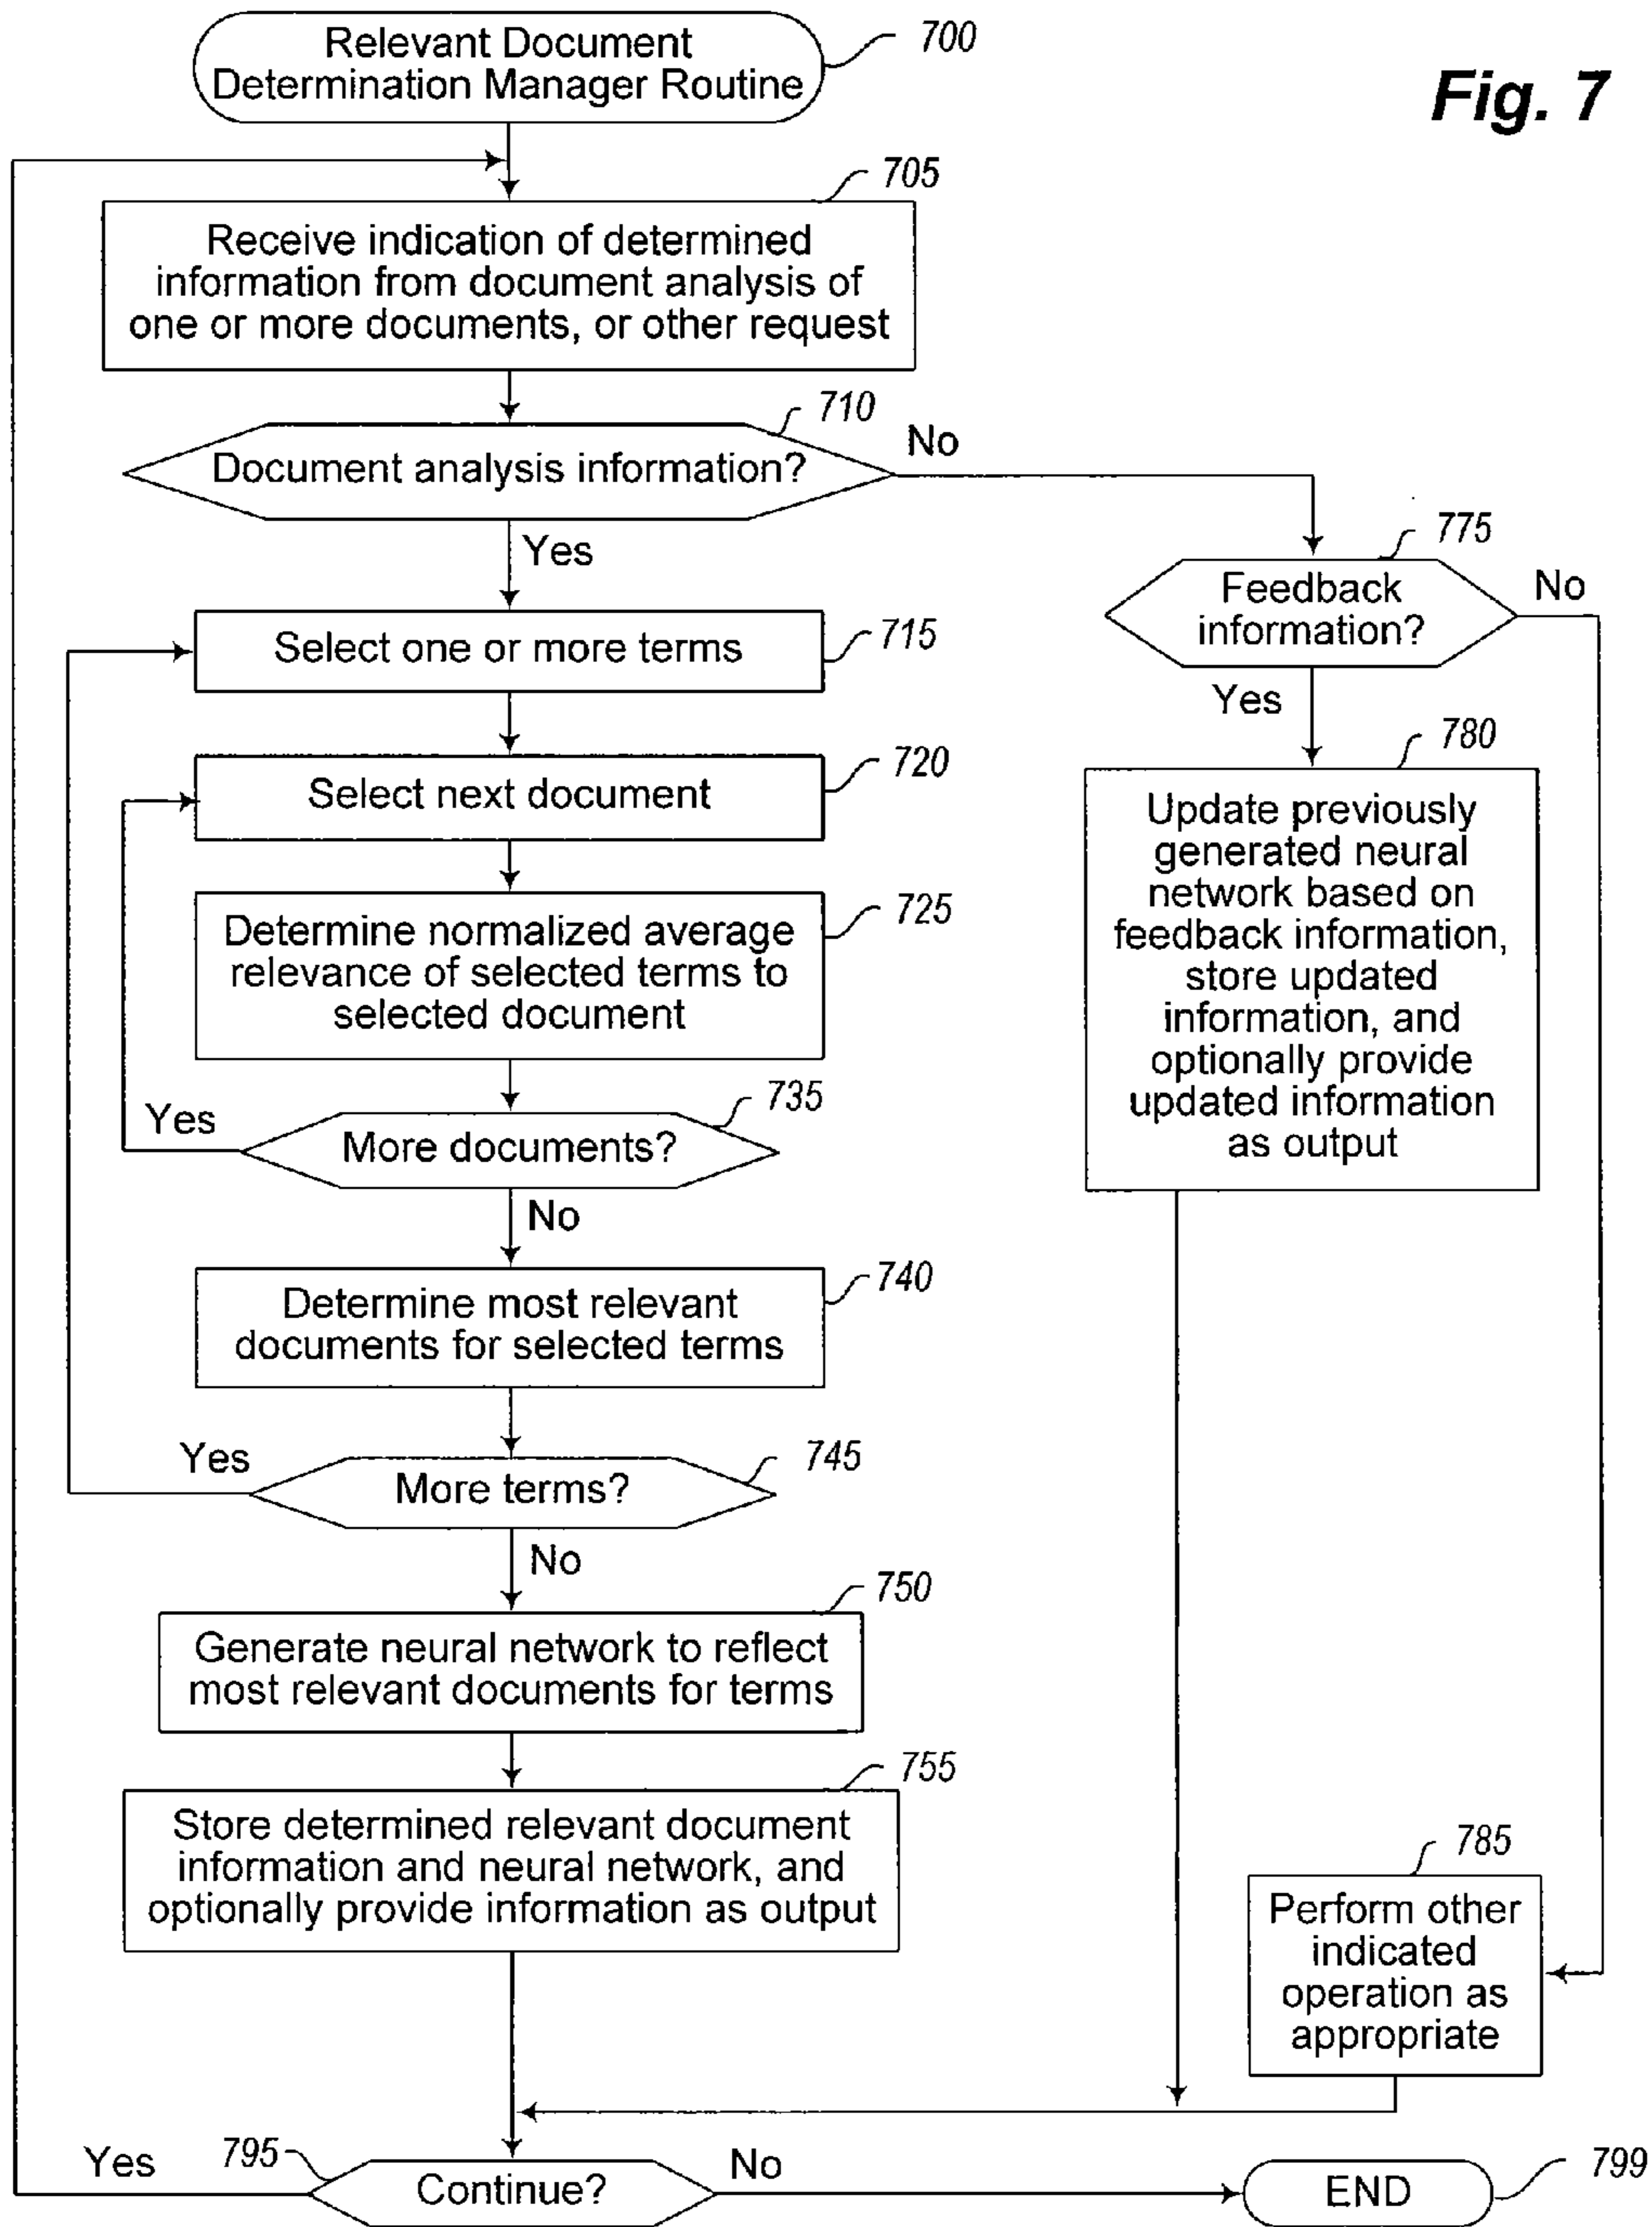 Relevant Document
Determination Manager Routine
700
Fig. 7
705
Receive indication of determined
information from document analysis of
one or more documents, or other request
710
Document analysis information?
No
Yes
775
Feedback
information?
No
Yes
715
Select one or more terms
720
Select next document
725
Determine normalized average
relevance of selected terms to
selected document
780
Update previously
generated neural
network based on
feedback information,
store updated
information, and
optionally provide
updated information
as output
735
More documents?
Yes
No
740
Determine most relevant
documents for selected terms
745
More terms?
Yes
No
750
Generate neural network to reflect
most relevant documents for terms
755
Store determined relevant document
information and neural network, and
optionally provide information as output
785
Perform other
indicated
operation as
appropriate
795
Continue?
Yes
No
END
799